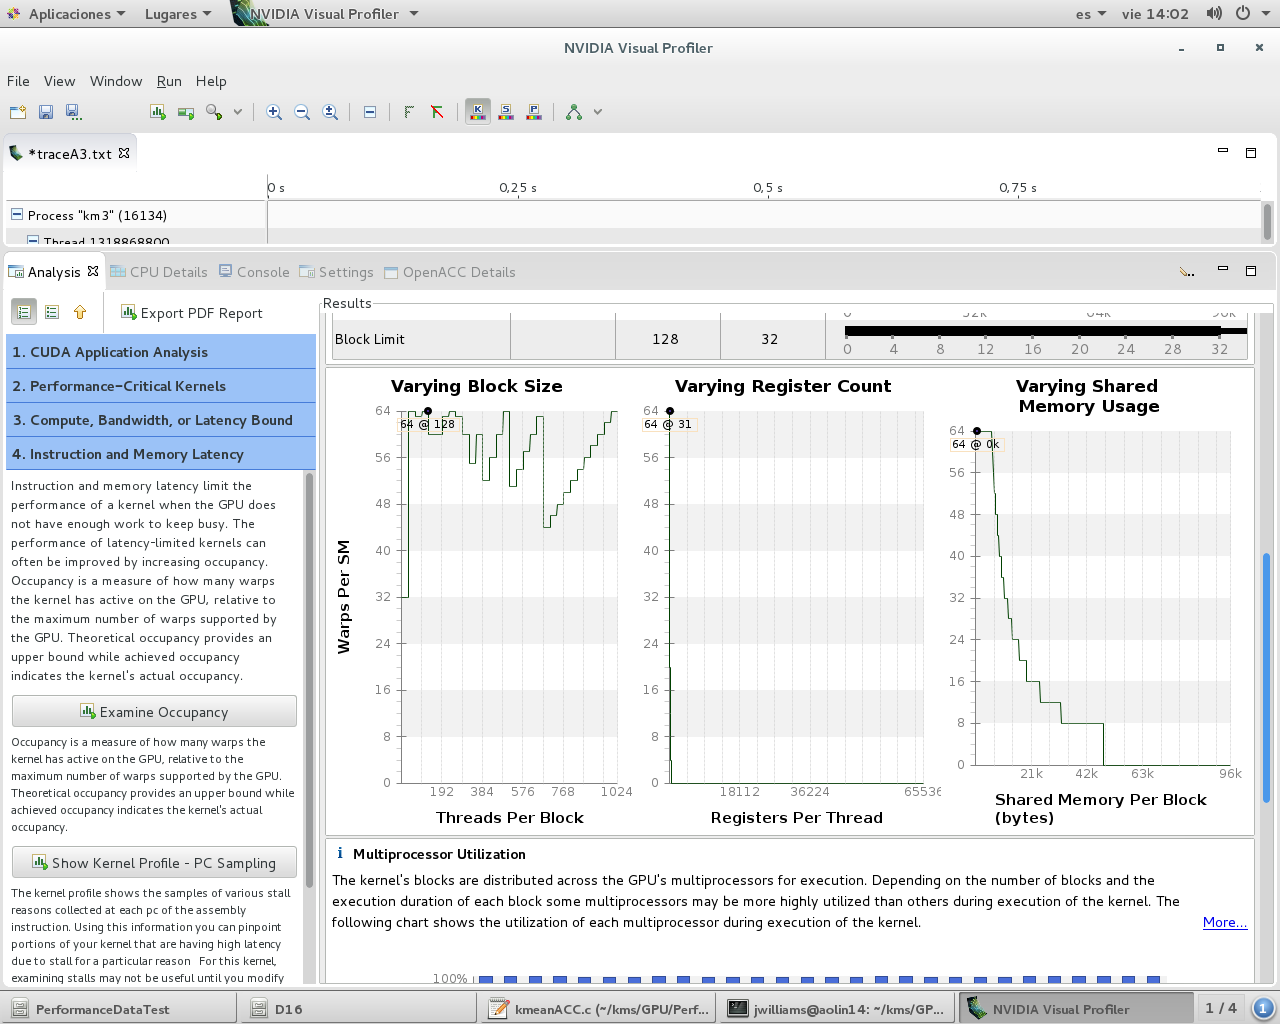 Aplicaciones Lugares NVIDIA Visual Profiler es vie 14:02
NVIDIA Visual Profiler
File View Window Run Help
*traceA3.txt
0 s 0,25 s 0,5 s 0,75 s
Process "km3" (16134)
Thread 1318868800
Analysis CPU Details Console Settings OpenACC Details
Export PDF Report
1. CUDA Application Analysis
2. Performance-Critical Kernels
3. Compute, Bandwidth, or Latency Bound
4. Instruction and Memory Latency
Instruction and memory latency limit the
performance of a kernel when the GPU does
not have enough work to keep busy. The
performance of latency-limited kernels can
often be improved by increasing occupancy.
Occupancy is a measure of how many warps
the kernel has active on the GPU, relative to
the maximum number of warps supported by
the GPU. Theoretical occupancy provides an
upper bound while achieved occupancy
indicates the kernel's actual occupancy.
Examine Occupancy
Occupancy is a measure of how many warps the
kernel has active on the GPU, relative to the
maximum number of warps supported by the GPU.
Theoretical occupancy provides an upper bound while
achieved occupancy indicates the kernel's actual
occupancy.
Show Kernel Profile - PC Sampling
The kernel profile shows the samples of various stall
reasons collected at each pc of the assembly
instruction. Using this information you can pinpoint
portions of your kernel that are having high latency
due to stall for a particular reason For this kernel,
examining stalls may not be useful until you modify
Results
0 32k 64k 96k
Block Limit 128 32
0 4 8 12 16 20 24 28 32
Varying Block Size
64
64 @ 128
56
48
40
32
24
16
8
0
192 384 576 768 1024
Warps Per SM
Threads Per Block
Varying Register Count
64
64 @ 31
56
48
40
32
24
16
8
0
18112 36224 65536
Registers Per Thread
Varying Shared
Memory Usage
64
64 @ 0k
56
48
40
32
24
16
8
0
21k 42k 63k 96k
Shared Memory Per Block
(bytes)
i Multiprocessor Utilization
The kernel's blocks are distributed across the GPU's multiprocessors for execution. Depending on the number of blocks and the
execution duration of each block some multiprocessors may be more highly utilized than others during execution of the kernel. The
following chart shows the utilization of each multiprocessor during execution of the kernel. More...
100%
PerformanceDataTest D16 kmeanACC.c (~/kms/GPU/Perf... jwilliams@aolin14: ~/kms/GP... NVIDIA Visual Profiler 1 / 4 1